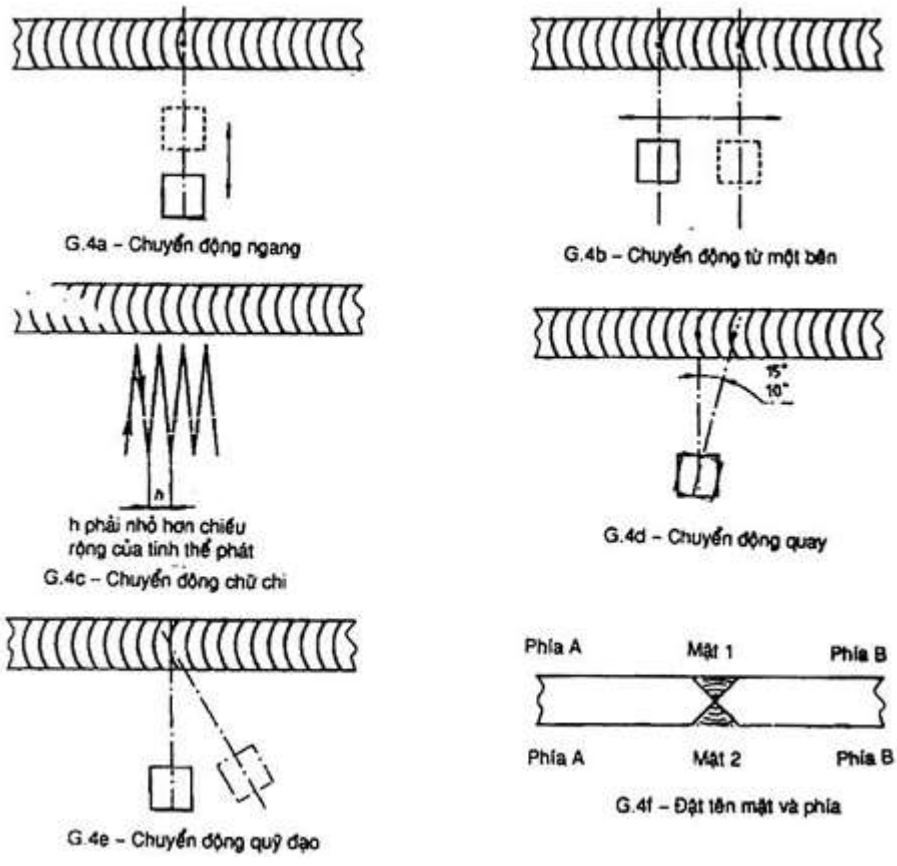 G.4a – Chuyển động ngang
G.4b – Chuyển động từ một bên
h
h phải nhỏ hơn chiều
rộng của tinh thể phát
G.4c – Chuyển động chữ chi
15°
10°
G.4d – Chuyển động quay
G.4e – Chuyển động quỹ đạo
Phía A Mặt 1 Phía B
Phía A Mặt 2 Phía B
G.4f – Đặt tên mặt và phía